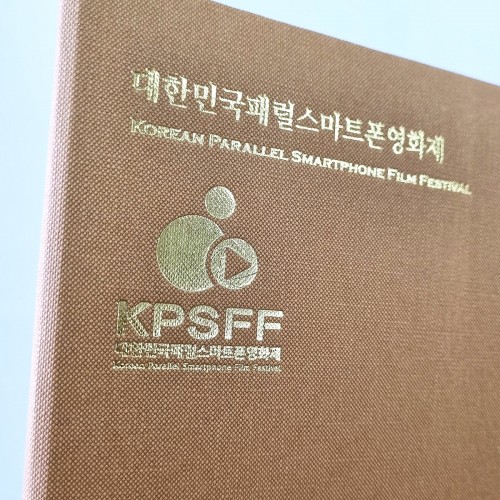 대한민국패럴스마트폰영화제
KOREAN PARALLEL SMARTPHONE FILM FESTIVAL
KPSFF
대한민국패럴스마트폰영화제
Korean Parallel Smartphone Film Festival